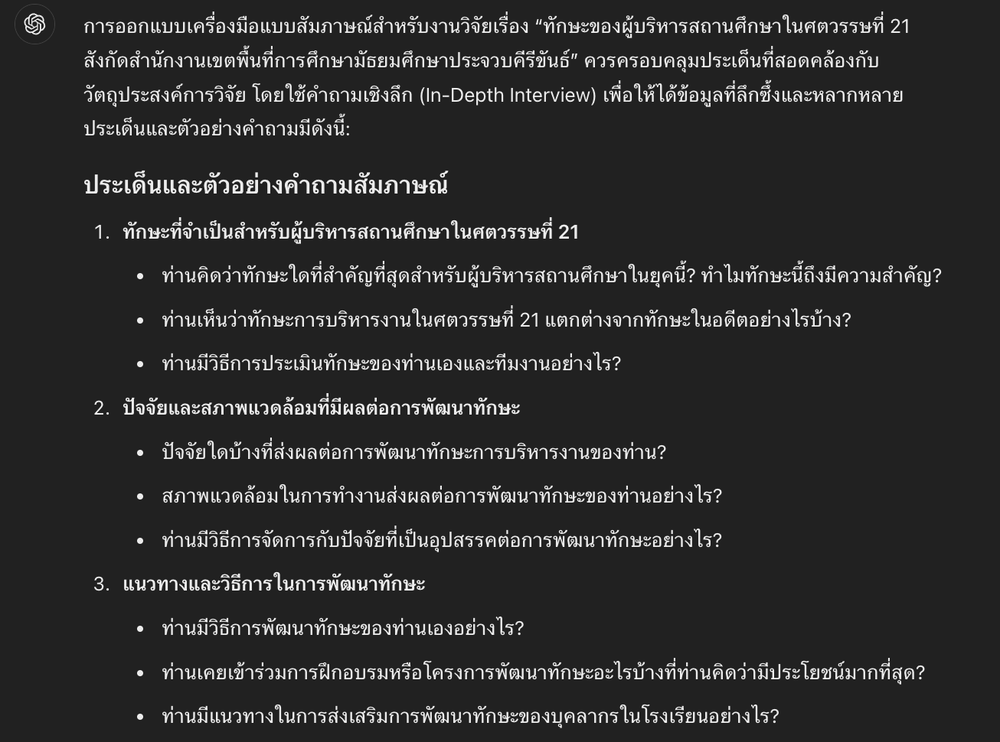 การออกแบบเครื่องมือแบบสัมภาษณ์สำหรับงานวิจัยเรื่อง “ทักษะของผู้บริหารสถานศึกษาในศตวรรษที่ 21
สังกัดสำนักงานเขตพื้นที่การศึกษามัธยมศึกษาประจวบคีรีขันธ์” ควรครอบคลุมประเด็นที่สอดคล้องกับ
วัตถุประสงค์การวิจัย โดยใช้คำถามเชิงลึก (In-Depth Interview) เพื่อให้ได้ข้อมูลที่ลึกซึ้งและหลากหลาย
ประเด็นและตัวอย่างคำถามมีดังนี้:
ประเด็นและตัวอย่างคำถามสัมภาษณ์
1. ทักษะที่จำเป็นสำหรับผู้บริหารสถานศึกษาในศตวรรษที่ 21
• ท่านคิดว่าทักษะใดที่สำคัญที่สุดสำหรับผู้บริหารสถานศึกษาในยุคนี้? ทำไมทักษะนี้ถึงมีความสำคัญ?
• ท่านเห็นว่าทักษะการบริหารงานในศตวรรษที่ 21 แตกต่างจากทักษะในอดีตอย่างไรบ้าง?
• ท่านมีวิธีการประเมินทักษะของท่านเองและทีมงานอย่างไร?
2. ปัจจัยและสภาพแวดล้อมที่มีผลต่อการพัฒนาทักษะ
• ปัจจัยใดบ้างที่ส่งผลต่อการพัฒนาทักษะการบริหารงานของท่าน?
• สภาพแวดล้อมในการทำงานส่งผลต่อการพัฒนาทักษะของท่านอย่างไร?
• ท่านมีวิธีการจัดการกับปัจจัยที่เป็นอุปสรรคต่อการพัฒนาทักษะอย่างไร?
3. แนวทางและวิธีการในการพัฒนาทักษะ
• ท่านมีวิธีการพัฒนาทักษะของท่านเองอย่างไร?
• ท่านเคยเข้าร่วมการฝึกอบรมหรือโครงการพัฒนาทักษะอะไรบ้างที่ท่านคิดว่ามีประโยชน์มากที่สุด?
• ท่านมีแนวทางในการส่งเสริมการพัฒนาทักษะของบุคลากรในโรงเรียนอย่างไร?